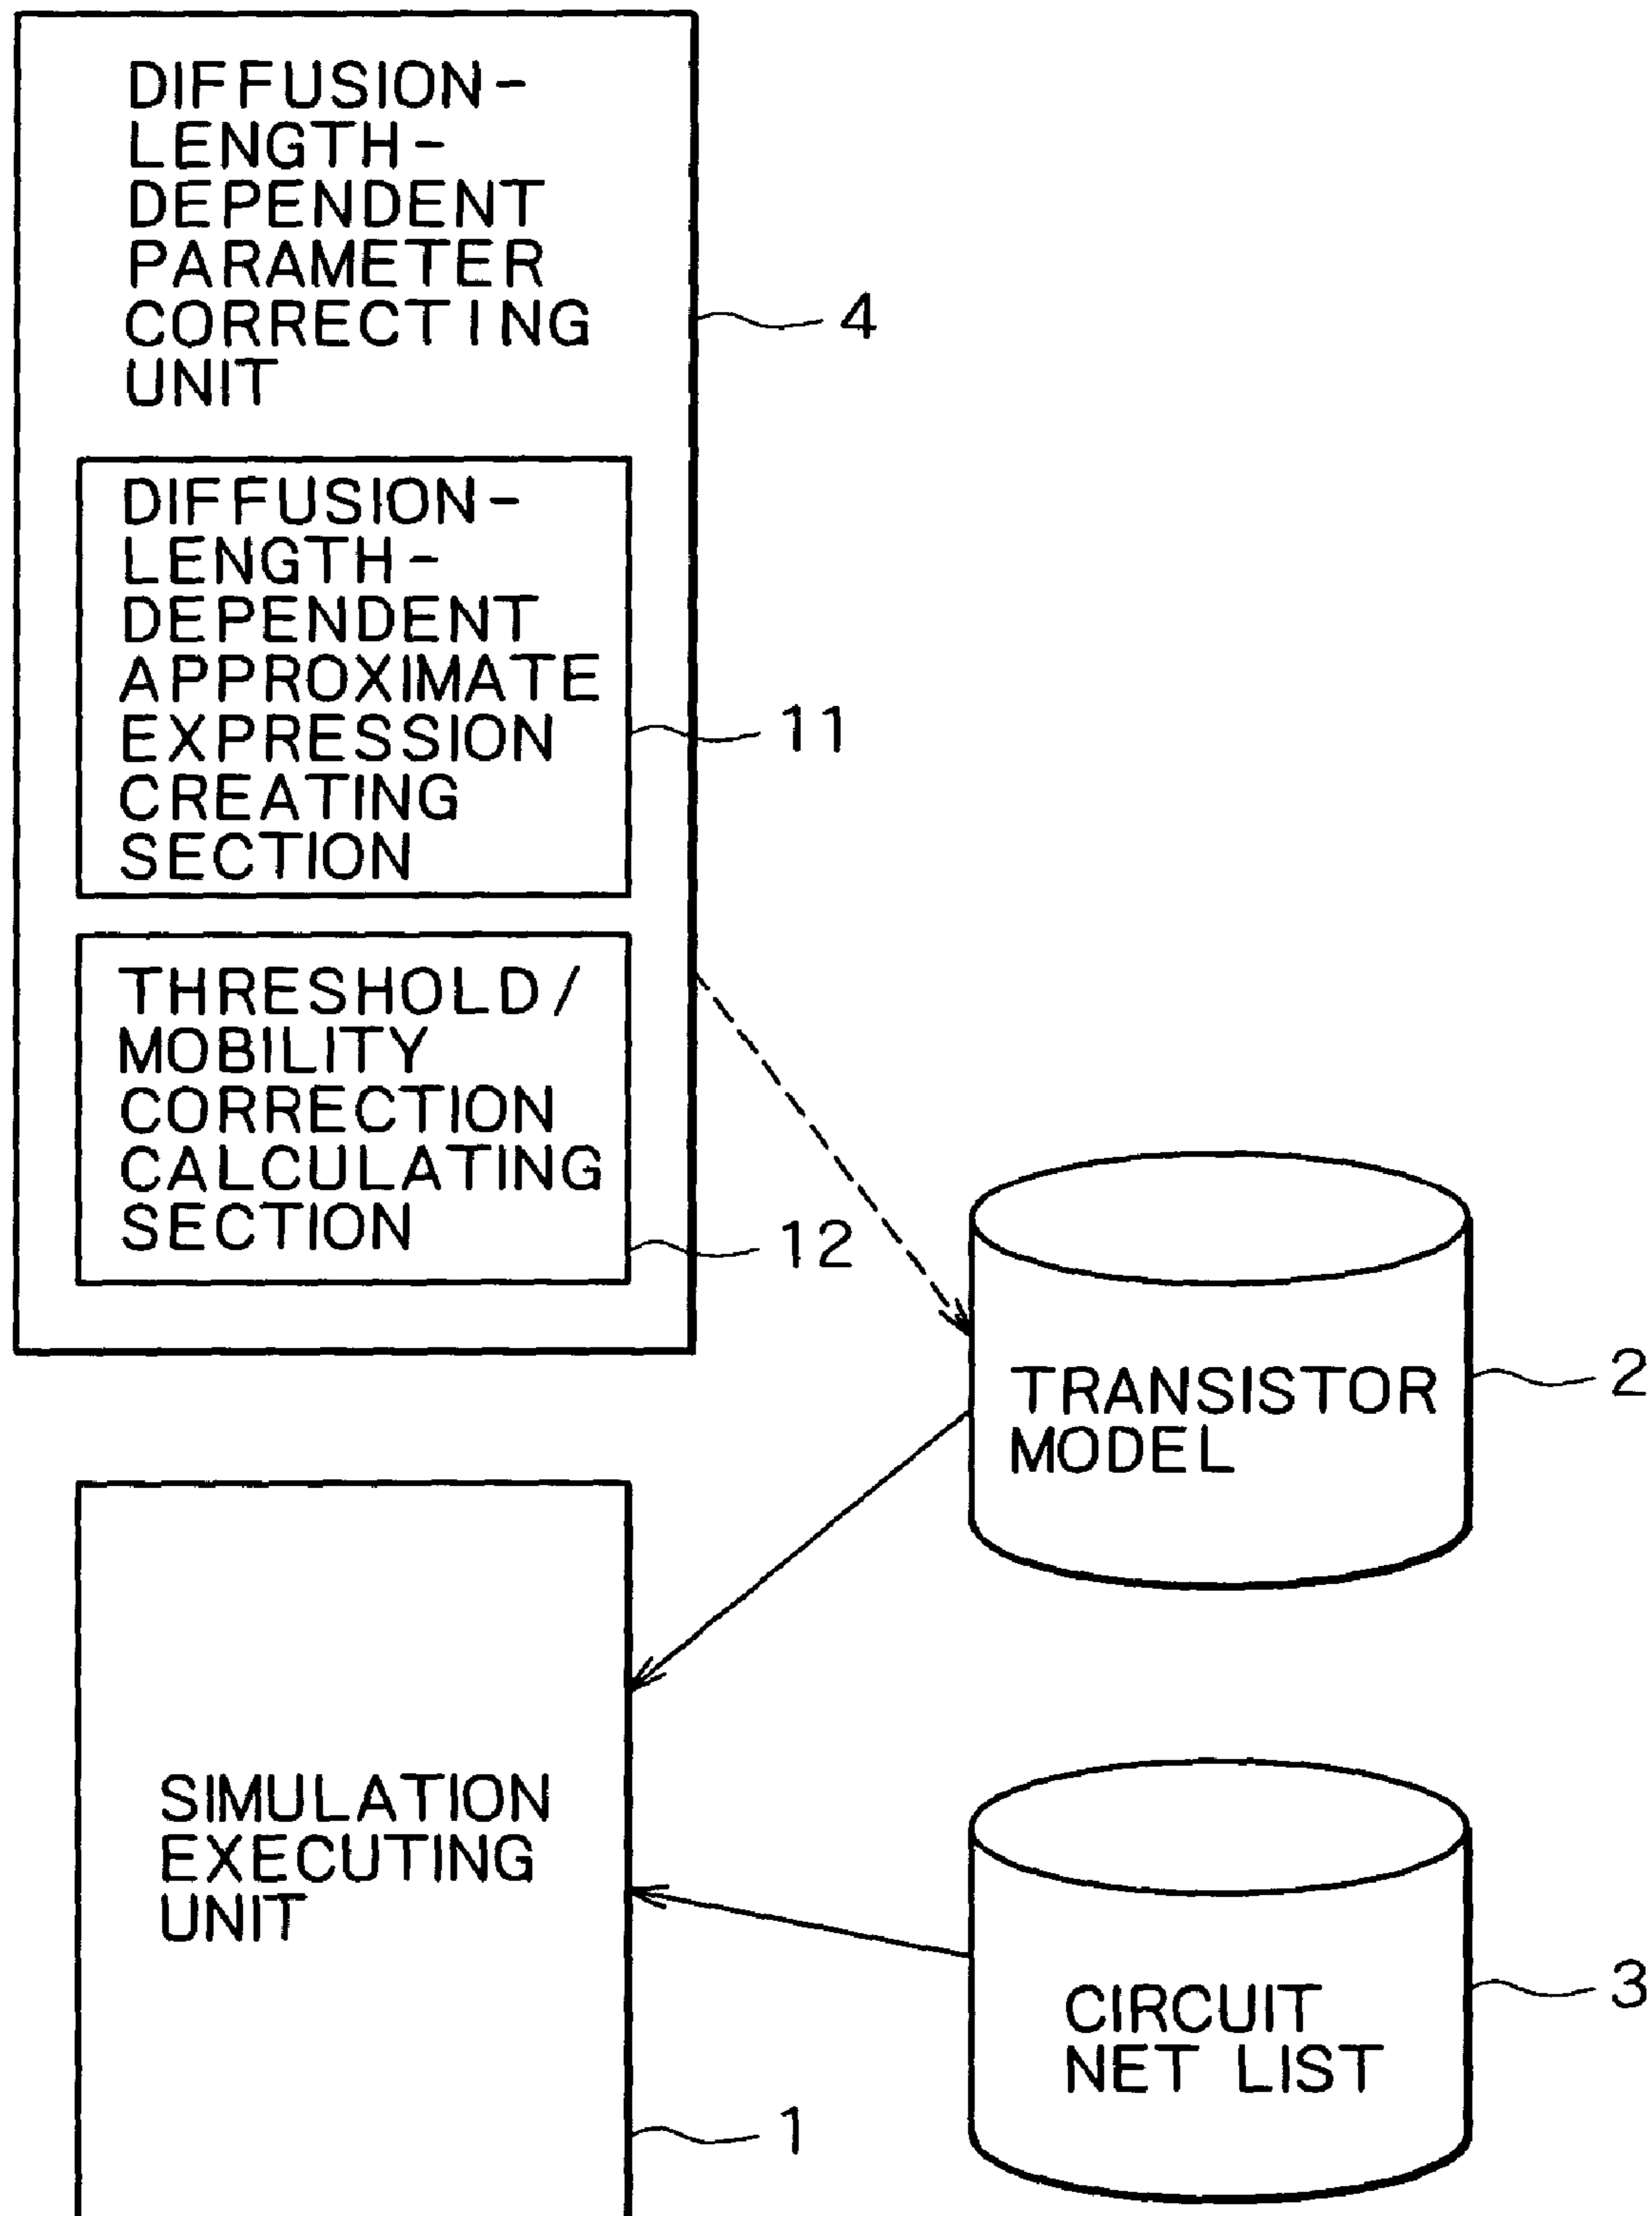 DIFFUSION-
LENGTH-
DEPENDENT
PARAMETER
CORRECTING
UNIT
4
DIFFUSION-
LENGTH-
DEPENDENT
APPROXIMATE
EXPRESSION
CREATING
SECTION
11
THRESHOLD/
MOBILITY
CORRECTION
CALCULATING
SECTION
12
TRANSISTOR
MODEL
2
SIMULATION
EXECUTING
UNIT
1
CIRCUIT
NET LIST
3